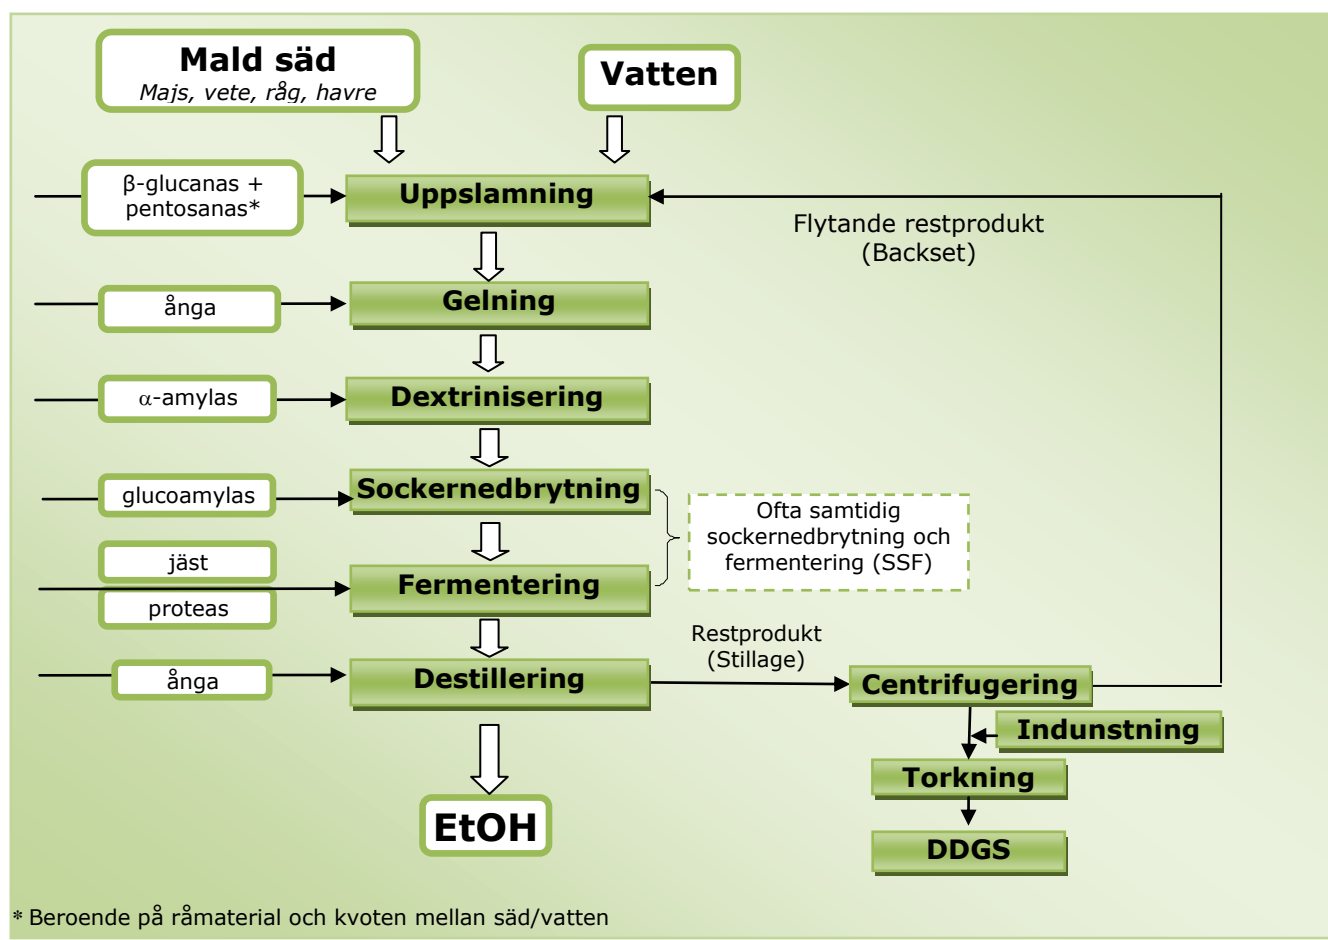 Mald säd
Majs, vete, råg, havre
Vatten
β-glucanas +
pentosanas*
Uppslamning
Flytande restprodukt
(Backset)
ånga
Gelning
α-amylas
Dextrinisering
glucoamylas
Sockernedbrytning
Ofta samtidig
sockernedbrytning och
fermentering (SSF)
jäst
proteas
Fermentering
Restprodukt
(Stillage)
ånga
Destillering
Centrifugering
Indunstning
Torkning
EtOH
DDGS
* Beroende på råmaterial och kvoten mellan säd/vatten